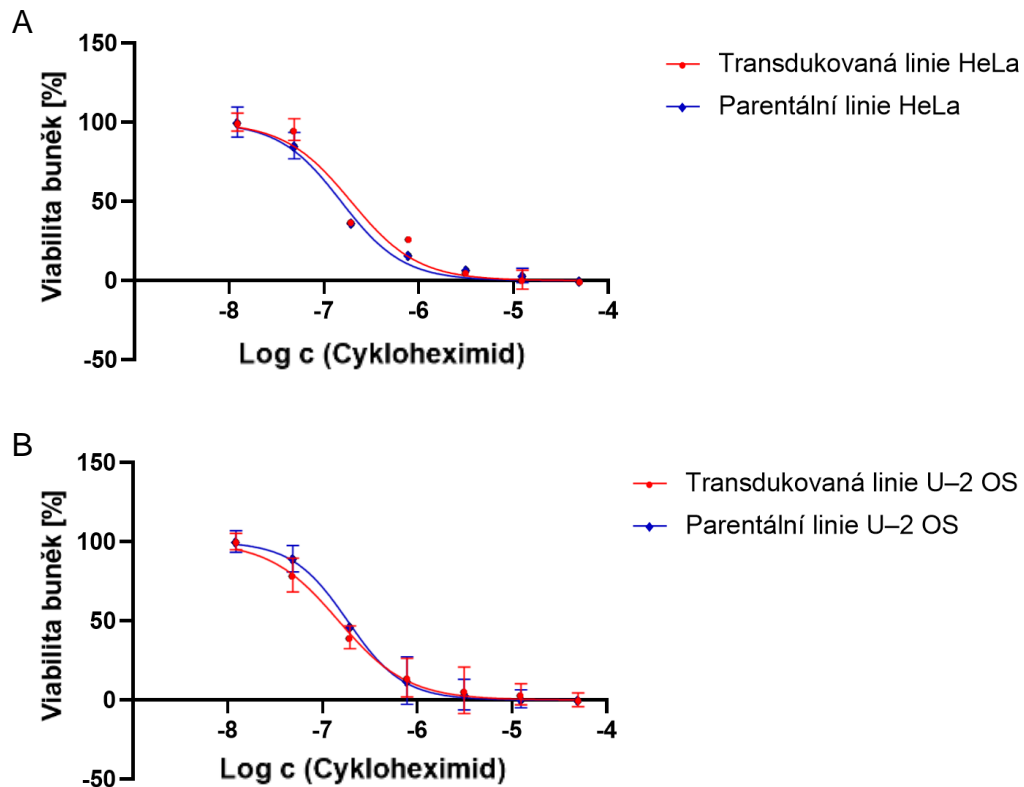 A
150
100
50
0
-50
Viabilita buněk [%]
-8 -7 -6 -5 -4
Log c (Cykloheximid)
Transdukovaná linie HeLa
Parentální linie HeLa
B
150
100
50
0
-50
Viabilita buněk [%]
-8 -7 -6 -5 -4
Log c (Cykloheximid)
Transdukovaná linie U–2 OS
Parentální linie U–2 OS